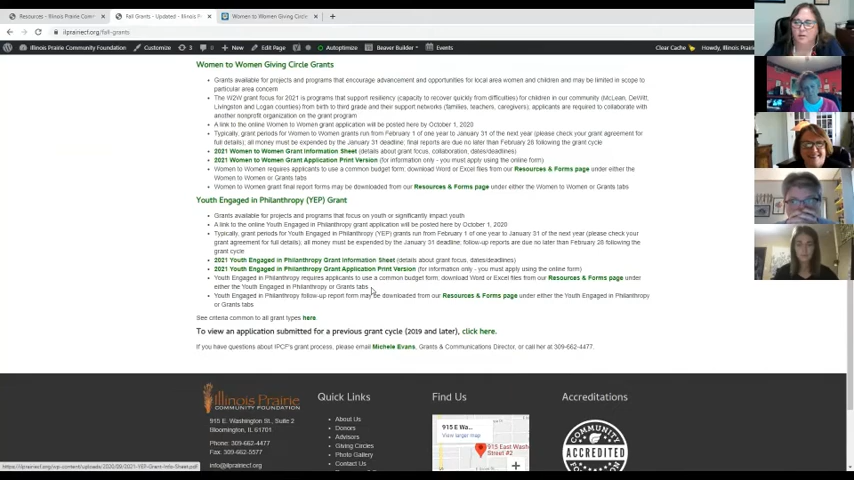 Resources - Illinois Prairie Com
Fall Grants - Updated - Illinois P
Women to Women Giving Circle
ilprairiecf.org/fall-grants
Illinois Prairie Community Foundation
Customize
3
1
New
Edit Page
Autoptimize
Beaver Builder
Events
Clear Cache
Howdy,
Women to Women Giving Circle Grants
Grants available for projects and programs that encourage advancement and opportunities for local area women and children and may be limited in scope to
particular area concern
The W2W grant focus for 2021 is programs that support resiliency (capacity to recover quickly from difficulties) for children in our community (McLean, DeWitt,
Livingston and Logan counties) from birth to third grade and their support networks (families, teachers, caregivers); applicants are required to collaborate with
another nonprofit organization on the grant program
A link to the online Women to Women grant application will be posted here by October 1, 2020
Typically, grant periods for Women to Women grants run from February 1 of one year to January 31 of the next year (please check your grant agreement for
full details); all money must be expended by the January 31 deadline; final reports are due no later than February 28 following the grant cycle
2021 Women to Women Grant Information Sheet (details about grant focus, collaboration, dates/deadlines)
2021 Women to Women Grant Application Print Version (for information only - you must apply using the online form)
Women to Women requires applicants to use a common budget form; download Word or Excel files from our Resources & Forms page under either the
Women to Women or Grants tabs
Women to Women grant final report forms may be downloaded from our Resources & Forms page under either the Women to Women or Grants tabs
Youth Engaged in Philanthropy (YEP) Grant
Grants available for projects and programs that focus on youth or significantly impact youth
A link to the online Youth Engaged in Philanthropy grant application will be posted here by October 1, 2020
Typically, grant periods for Youth Engaged in Philanthropy (YEP) grants run from February 1 of one year to January 31 of the next year (please check your
grant agreement for full details); all money must be expended by the January 31 deadline; follow-up reports are due no later than February 28 following the
grant cycle
2021 Youth Engaged in Philanthropy Grant Information Sheet (details about grant focus, dates/deadlines)
2021 Youth Engaged in Philanthropy Grant Application Print Version (for information only - you must apply using the online form)
Youth Engaged in Philanthropy requires applicants to use a common budget form; download Word or Excel files from our Resources & Forms page under
either the Youth Engaged in Philanthropy or Grants tabs
Youth Engaged in Philanthropy follow-up report form may be downloaded from our Resources & Forms page under either the Youth Engaged in Philanthropy
or Grants tabs
See criteria common to all grant types here.
To view an application submitted for a previous grant cycle (2019 and later), click here.
If you have questions about IPCF's grant process, please email Michele Evans, Grants & Communications Director, or call her at 309-662-4477.
Illinois Prairie
COMMUNITY FOUNDATION
915 E. Washington St., Suite 2
Bloomington, IL 61701
Phone: 309-662-4477
Fax: 309-662-5577
info@ilprairiecf.org
Quick Links
About Us
Donors
Advisors
Giving Circles
Photo Gallery
Contact Us
Find Us
915 E Wa...
View larger map
915 East Wash
Street #2
Accreditations
COMMUNITY
ACCREDITED
https://ilprairiecf.org/wp-content/uploads/2020/09/2021-YEP-Grant-Info-Sheet.pdf